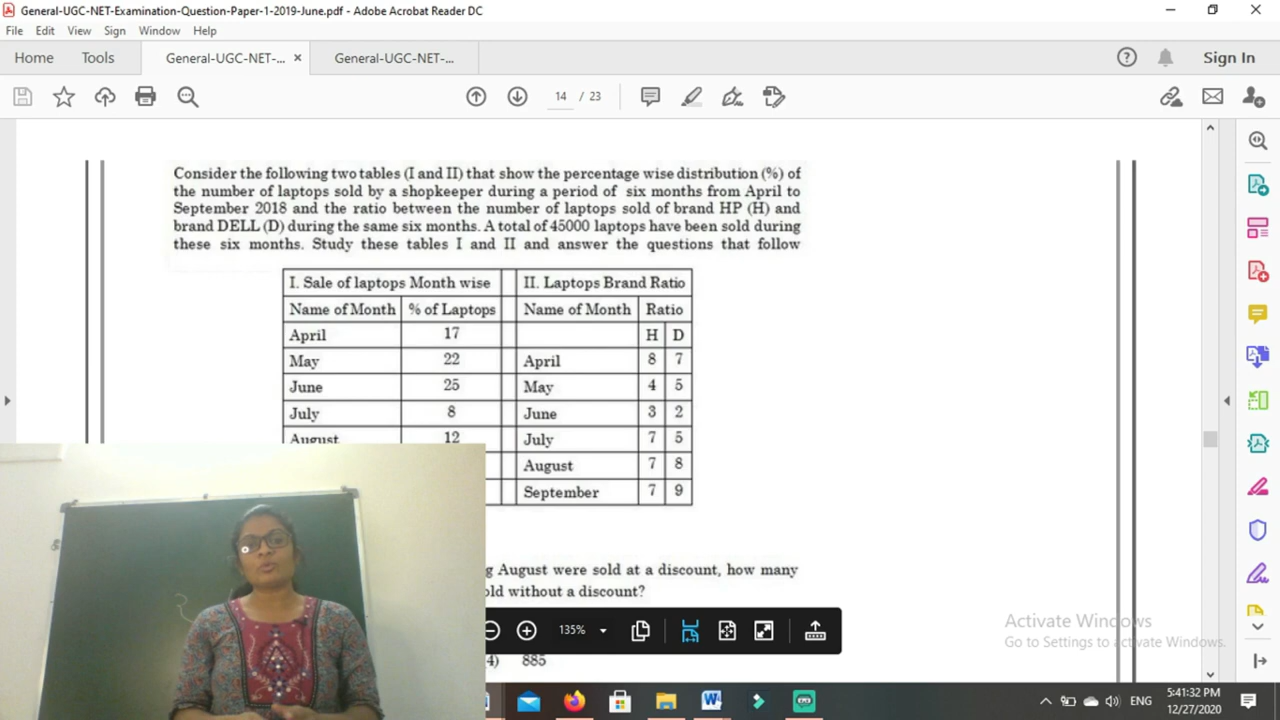 General-UGC-NET-Examination-Question-Paper-1-2019-June.pdf - Adobe Acrobat Reader DC
File Edit View Sign Window Help
Home Tools General-UGC-NET-... × General-UGC-NET-... Sign In
14 / 23
Consider the following two tables (I and II) that show the percentage wise distribution (%) of
the number of laptops sold by a shopkeeper during a period of six months from April to
September 2018 and the ratio between the number of laptops sold of brand HP (H) and
brand DELL (D) during the same six months. A total of 45000 laptops have been sold during
these six months. Study these tables I and II and answer the questions that follow
I. Sale of laptops Month wise II. Laptops Brand Ratio
Name of Month % of Laptops Name of Month Ratio
April 17 H D
May 22 April 8 7
June 25 May 4 5
July 8 June 3 2
August 12 July 7 5
August 7 8
September 7 9
g August were sold at a discount, how many
old without a discount?
135%
4) 885
Activate Windows
Go to Settings to activate Windows.
ENG
5:41:32 PM
12/27/2020